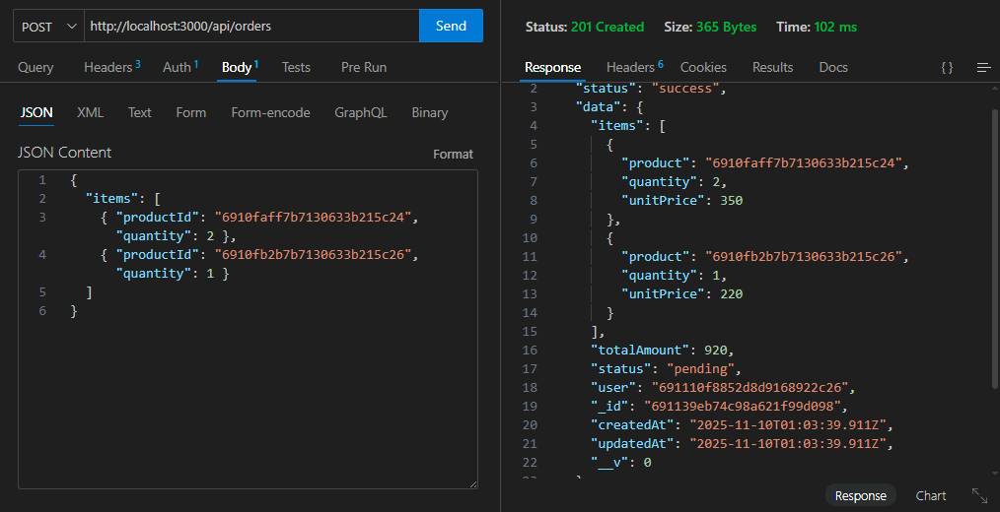 POST http://localhost:3000/api/orders Send
Query Headers 3 Auth 1 Body 1 Tests Pre Run
JSON XML Text Form Form-encode GraphQL Binary
JSON Content Format
1 {
2 "items": [
3 { "productId": "6910faff7b7130633b215c24",
"quantity": 2 },
4 { "productId": "6910fb2b7b7130633b215c26",
"quantity": 1 }
5 ]
6 }
Status: 201 Created Size: 365 Bytes Time: 102 ms
Response Headers 6 Cookies Results Docs { }
2 "status": "success",
3 "data": {
4 "items": [
5 {
6 "product": "6910faff7b7130633b215c24",
7 "quantity": 2,
8 "unitPrice": 350
9 },
10 {
11 "product": "6910fb2b7b7130633b215c26",
12 "quantity": 1,
13 "unitPrice": 220
14 }
15 ],
16 "totalAmount": 920,
17 "status": "pending",
18 "user": "691110f8852d8d9168922c26",
19 "_id": "691139eb74c98a621f99d098",
20 "createdAt": "2025-11-10T01:03:39.911Z",
21 "updatedAt": "2025-11-10T01:03:39.911Z",
22 "__v": 0
Response Chart